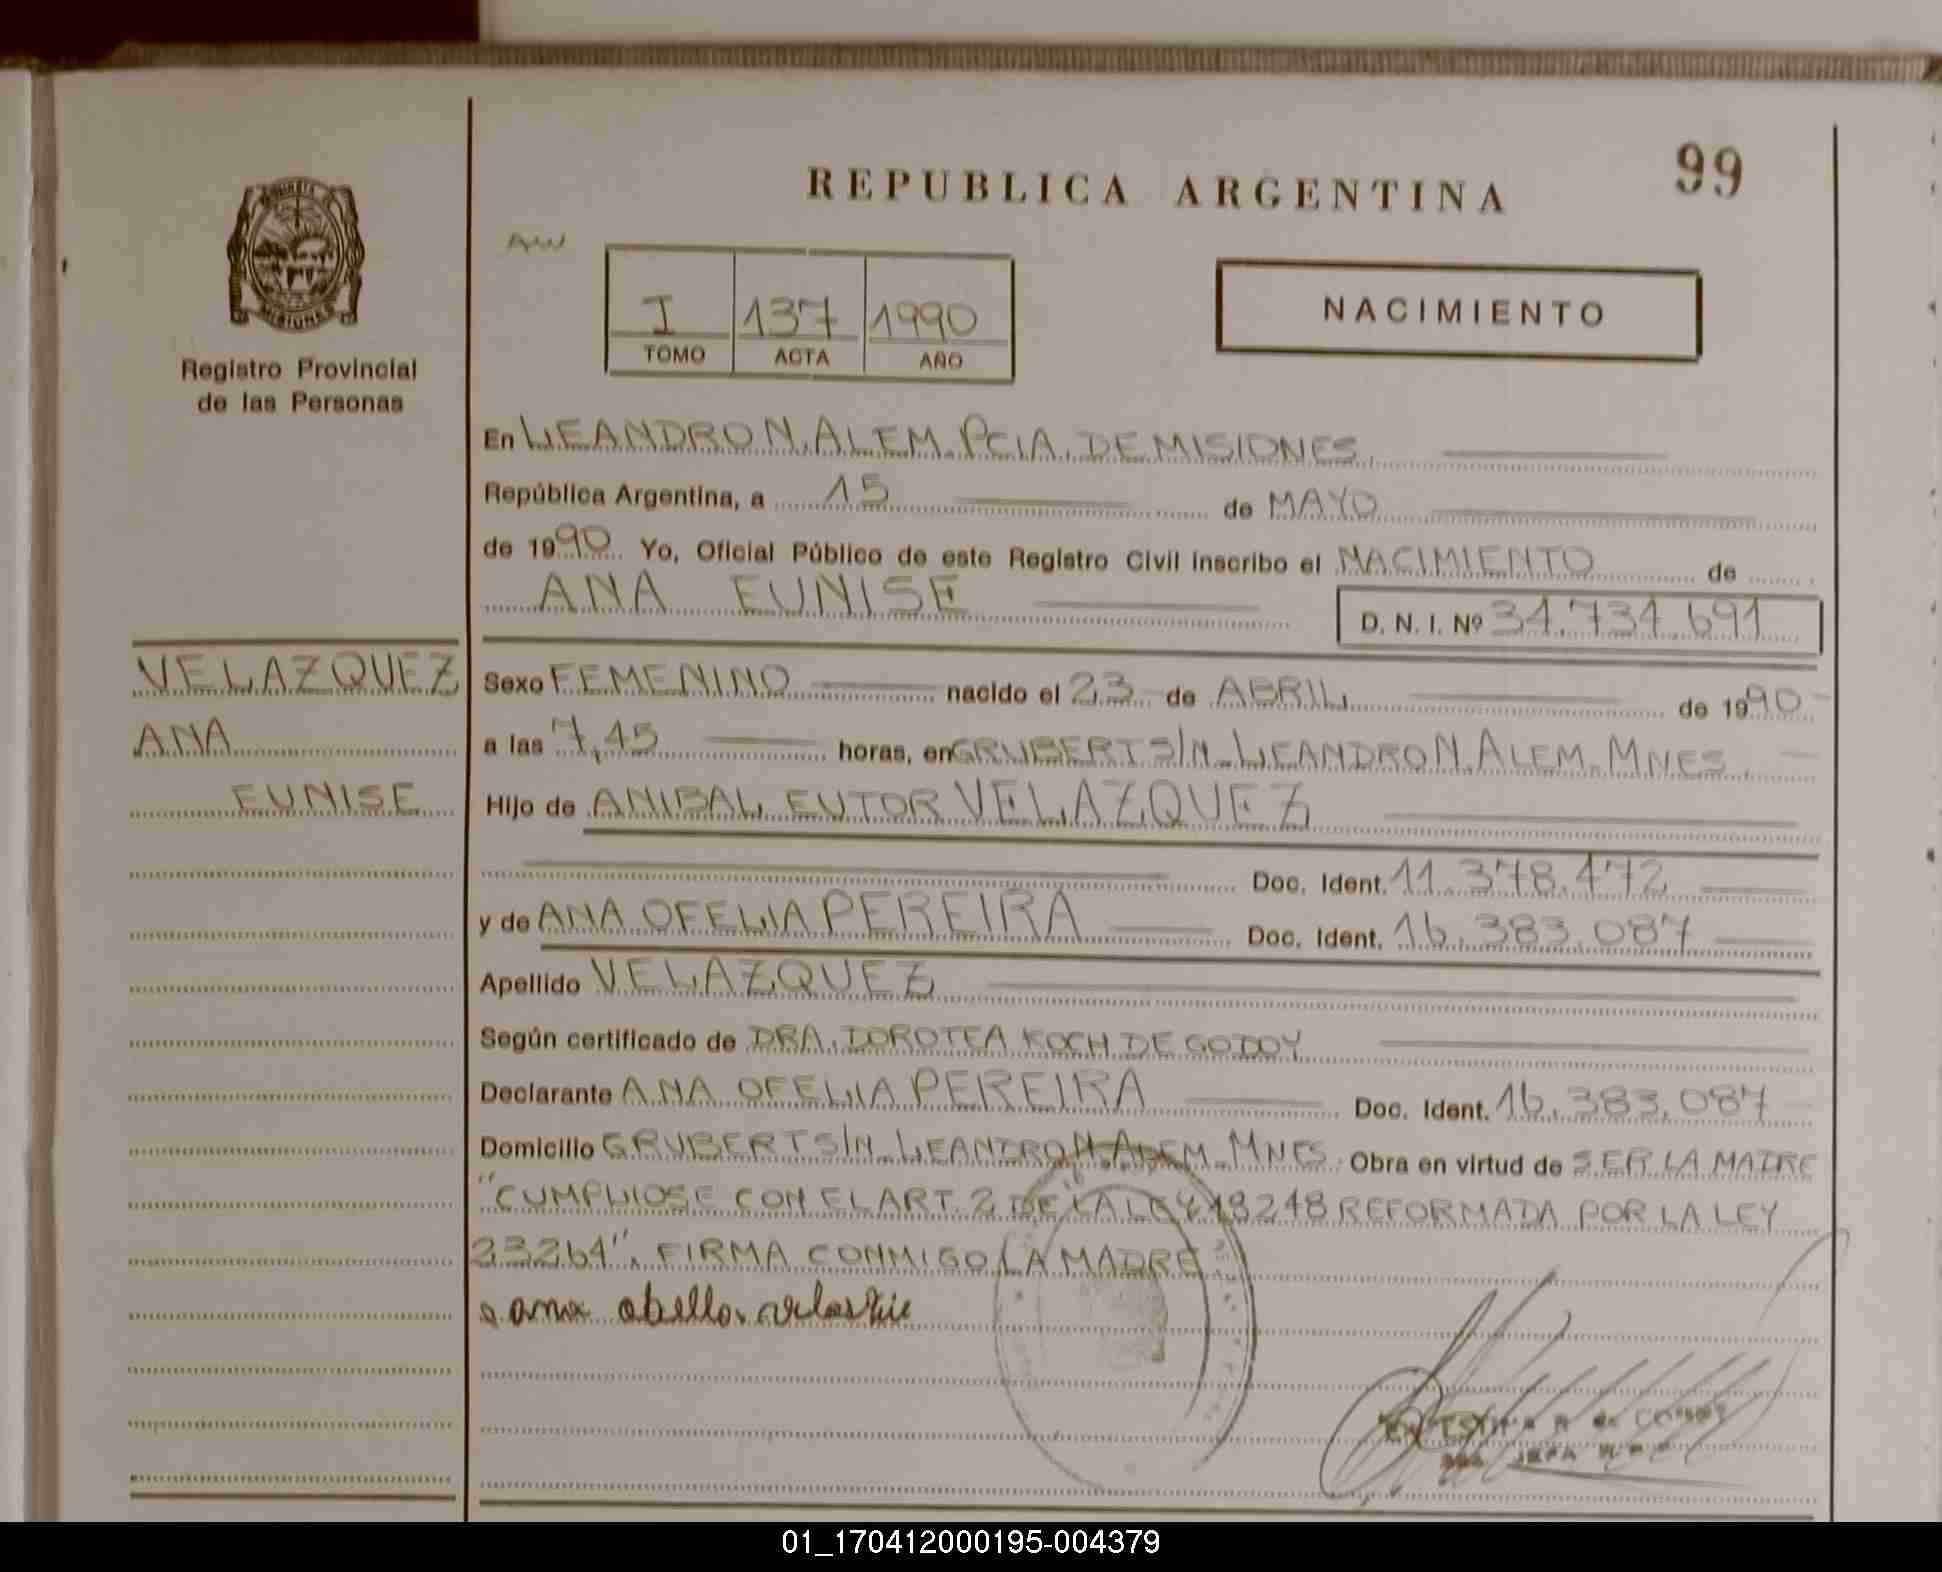 REPUBLICA ARGENTINA
99
MISIONES
Registro Provincial
de las Personas
I 137 1990
TOMO ACTA AÑO
NACIMIENTO
En LEANDRO N. ALEM. PCIA. DE MISIONES.
República Argentina, a 15 de MAYO
de 1990 Yo, Oficial Público de este Registro Civil inscribo el NACIMIENTO de
ANA EUNISE D. N. I. Nº 34.734.691
VELAZQUEZ
ANA
EUNISE
Sexo FEMENINO nacido el 23 de ABRIL de 1990
a las 7,45 horas, en GRUBERT S/N. LEANDRO N. ALEM. MNES.
Hijo de ANIBAL EUTOR VELAZQUEZ
Doc. Ident. 11.378.472
y de ANA OFELIA PEREIRA Doc. Ident. 16.383.087
Apellido VELAZQUEZ
Según certificado de DRA. DOROTEA KOCH DE GODOY
Declarante ANA OFELIA PEREIRA Doc. Ident. 16.383.087
Domicilio GRUBERT S/N. LEANDRO N. ALEM. MNES. Obra en virtud de SER LA MADRE
"CUMPLIOSE CON EL ART. 2 DE LA LEY 18248 REFORMADA POR LA LEY
23264". FIRMA CONMIGO LA MADRE.
ana
JEFA
01_170412000195-004379